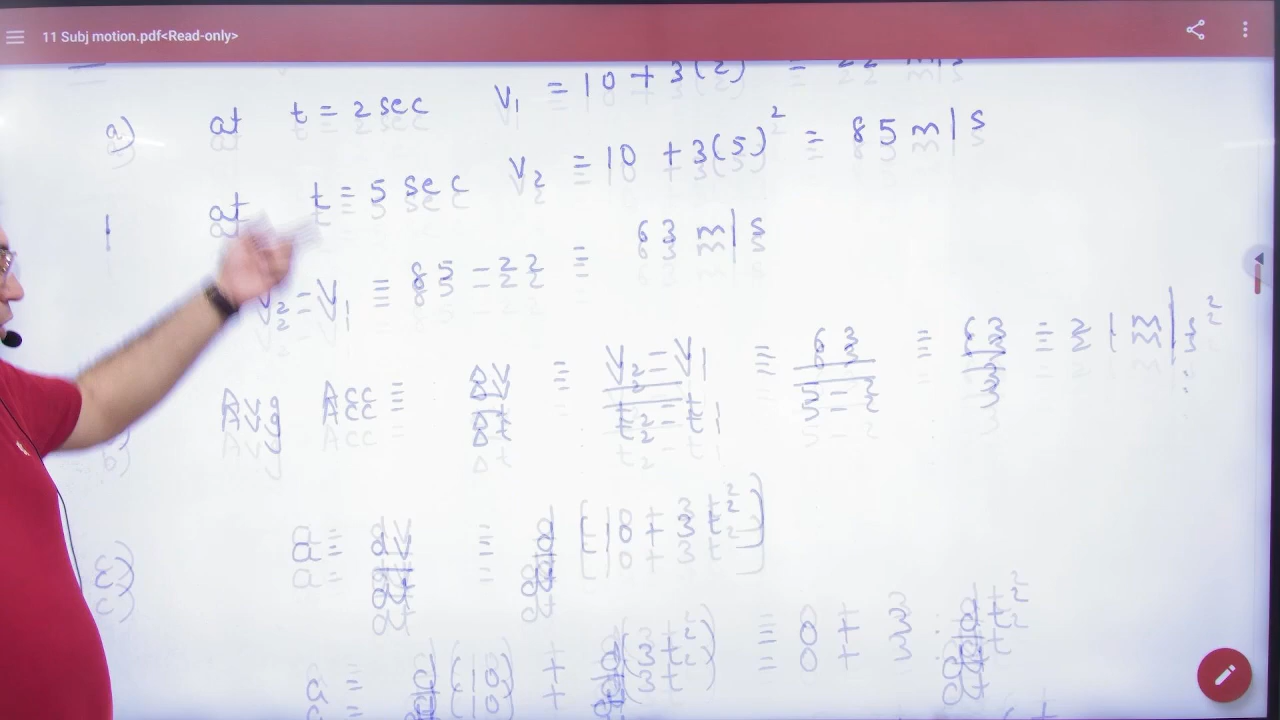 11 Subj motion.pdf<Read-only>
a) at t = 2 sec V₁ = 10 + 3(2) = 22 m/s
at t = 5 sec V₂ = 10 + 3(5)² = 85 m/s
V₂ - V₁ = 85 - 22 = 63 m/s
Avg Acc = ΔV/Δt = (V₂ - V₁)/(t₂ - t₁) = 63/(5 - 2) = 63/3 = 21 m/s²
a = dV/dt = d/dt [10 + 3t²]
a = d/dt (10) + d/dt (3t²) = 0 + 3 d/dt t²